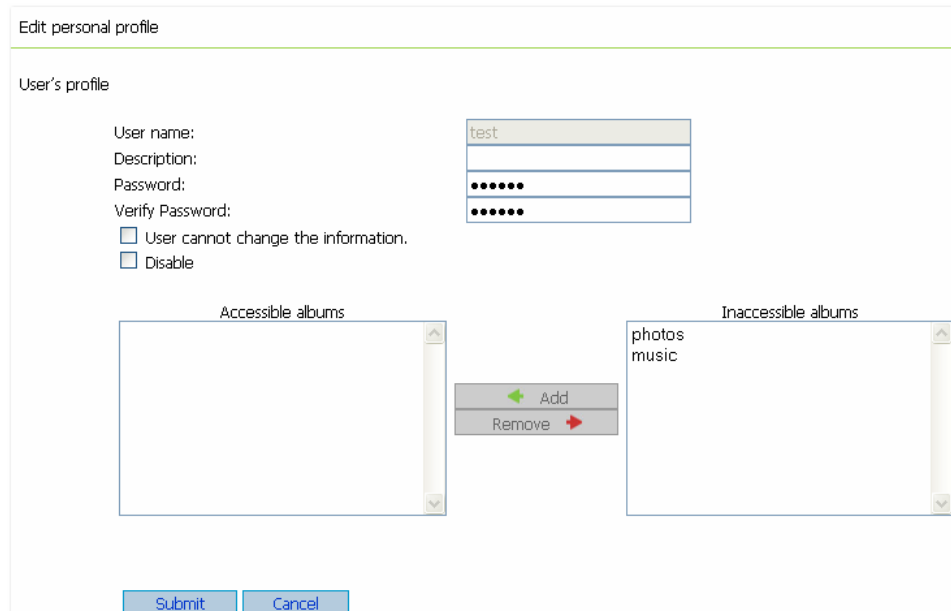 Edit personal profile
User's profile
User name:
test
Description:
Password:
••••••
Verify Password:
••••••
User cannot change the information.
Disable
Accessible albums
Inaccessible albums
photos
music
Add
Remove
Submit
Cancel